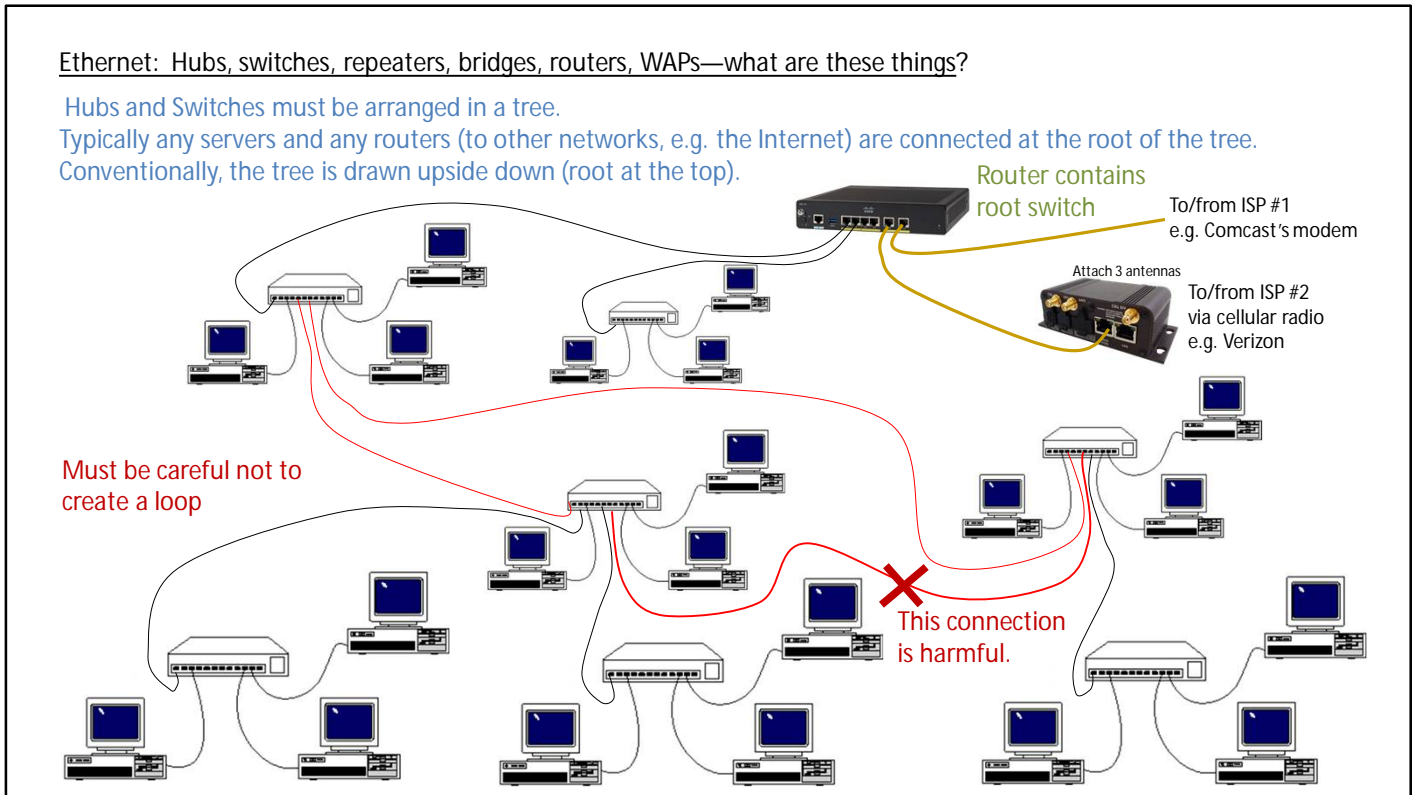 Ethernet:  Hubs, switches, repeaters, bridges, routers, WAPs—what are these things?
Hubs and Switches must be arranged in a tree.
Typically any servers and any routers (to other networks, e.g. the Internet) are connected at the root of the tree.
Conventionally, the tree is drawn upside down (root at the top).
Router contains
root switch
To/from ISP #1
e.g. Comcast's modem
Attach 3 antennas
To/from ISP #2
via cellular radio
e.g. Verizon
Must be careful not to
create a loop
This connection
is harmful.